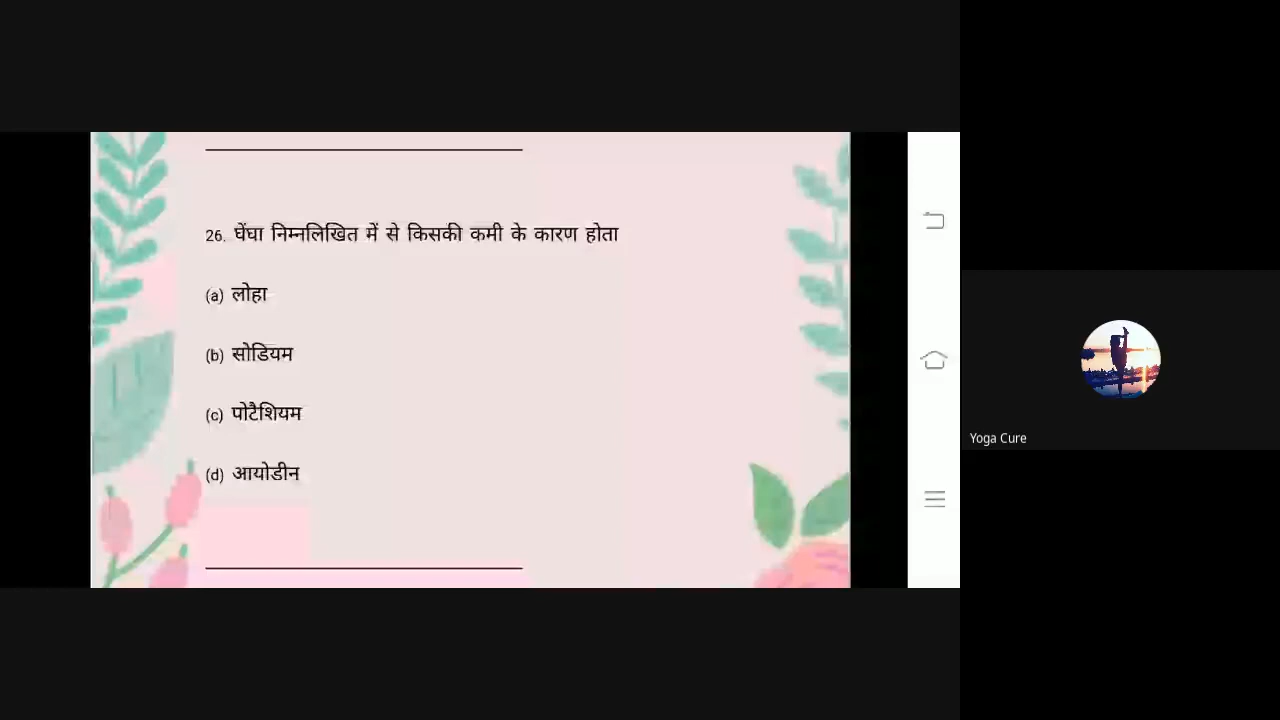 26. घेंघा निम्नलिखित में से किसकी कमी के कारण होता
(a) लोहा
(b) सोडियम
(c) पोटैशियम
(d) आयोडीन
Yoga Cure